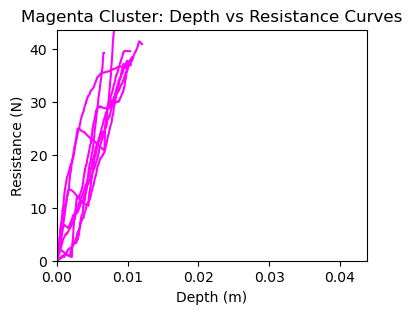 Magenta Cluster: Depth vs Resistance Curves
Resistance (N)
40
30
20
10
0
0.00 0.01 0.02 0.03 0.04
Depth (m)